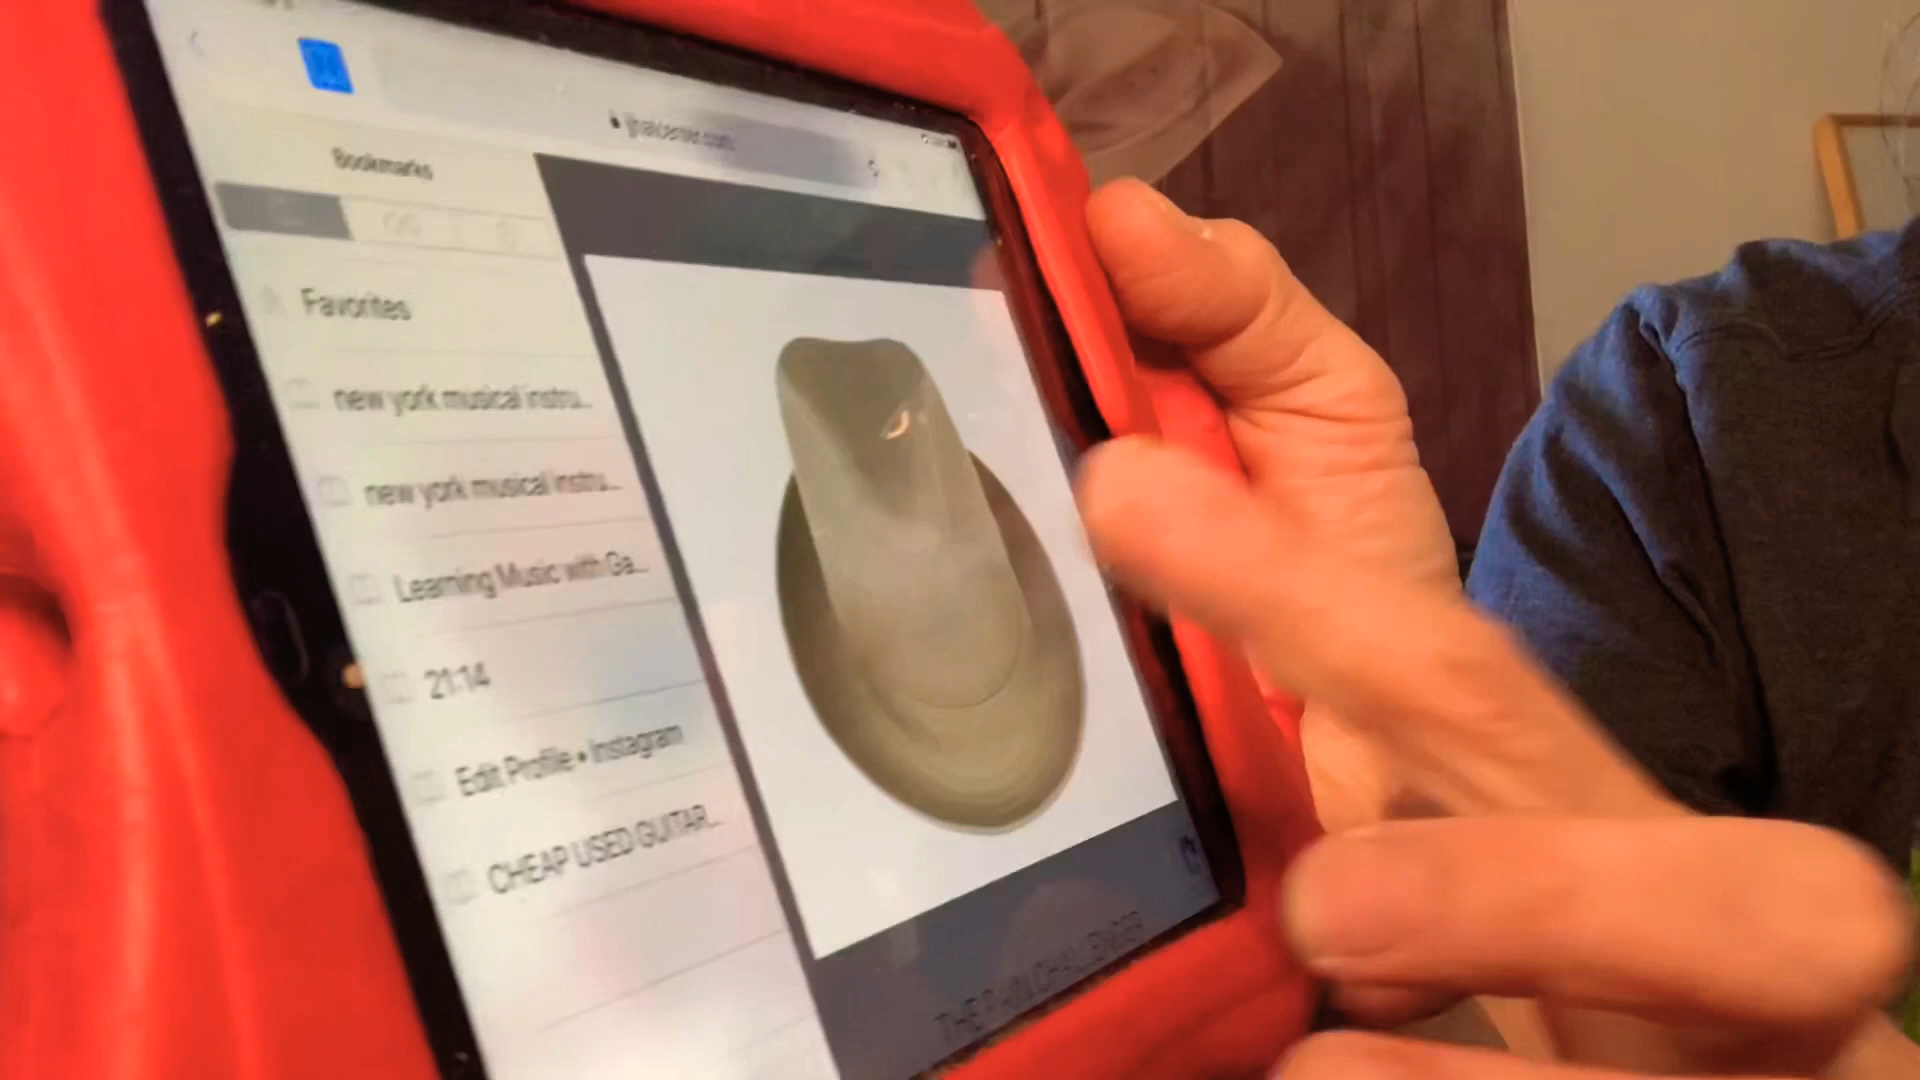 Bookmarks
Favorites
new york musical instru...
new york musical instru...
Learning Music with Ga...
21:14
Edit Profile • Instagram
CHEAP USED GUITAR...
THE